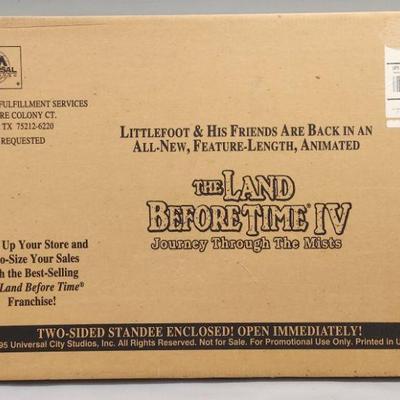 FULFILLMENT SERVICES
RE COLONY CT.
TX 75212-6220
REQUESTED
LITTLEFOOT & HIS FRIENDS ARE BACK IN AN
ALL-NEW, FEATURE-LENGTH, ANIMATED
THE LAND
BEFORE TIME® IV
Journey Through The Mists
Up Your Store and
o-Size Your Sales
h the Best-Selling
Land Before Time®
Franchise!
TWO-SIDED STANDEE ENCLOSED! OPEN IMMEDIATELY!
95 Universal City Studios, Inc. All Rights Reserved. Not for Sale. For Promotional Use Only. Printed in U